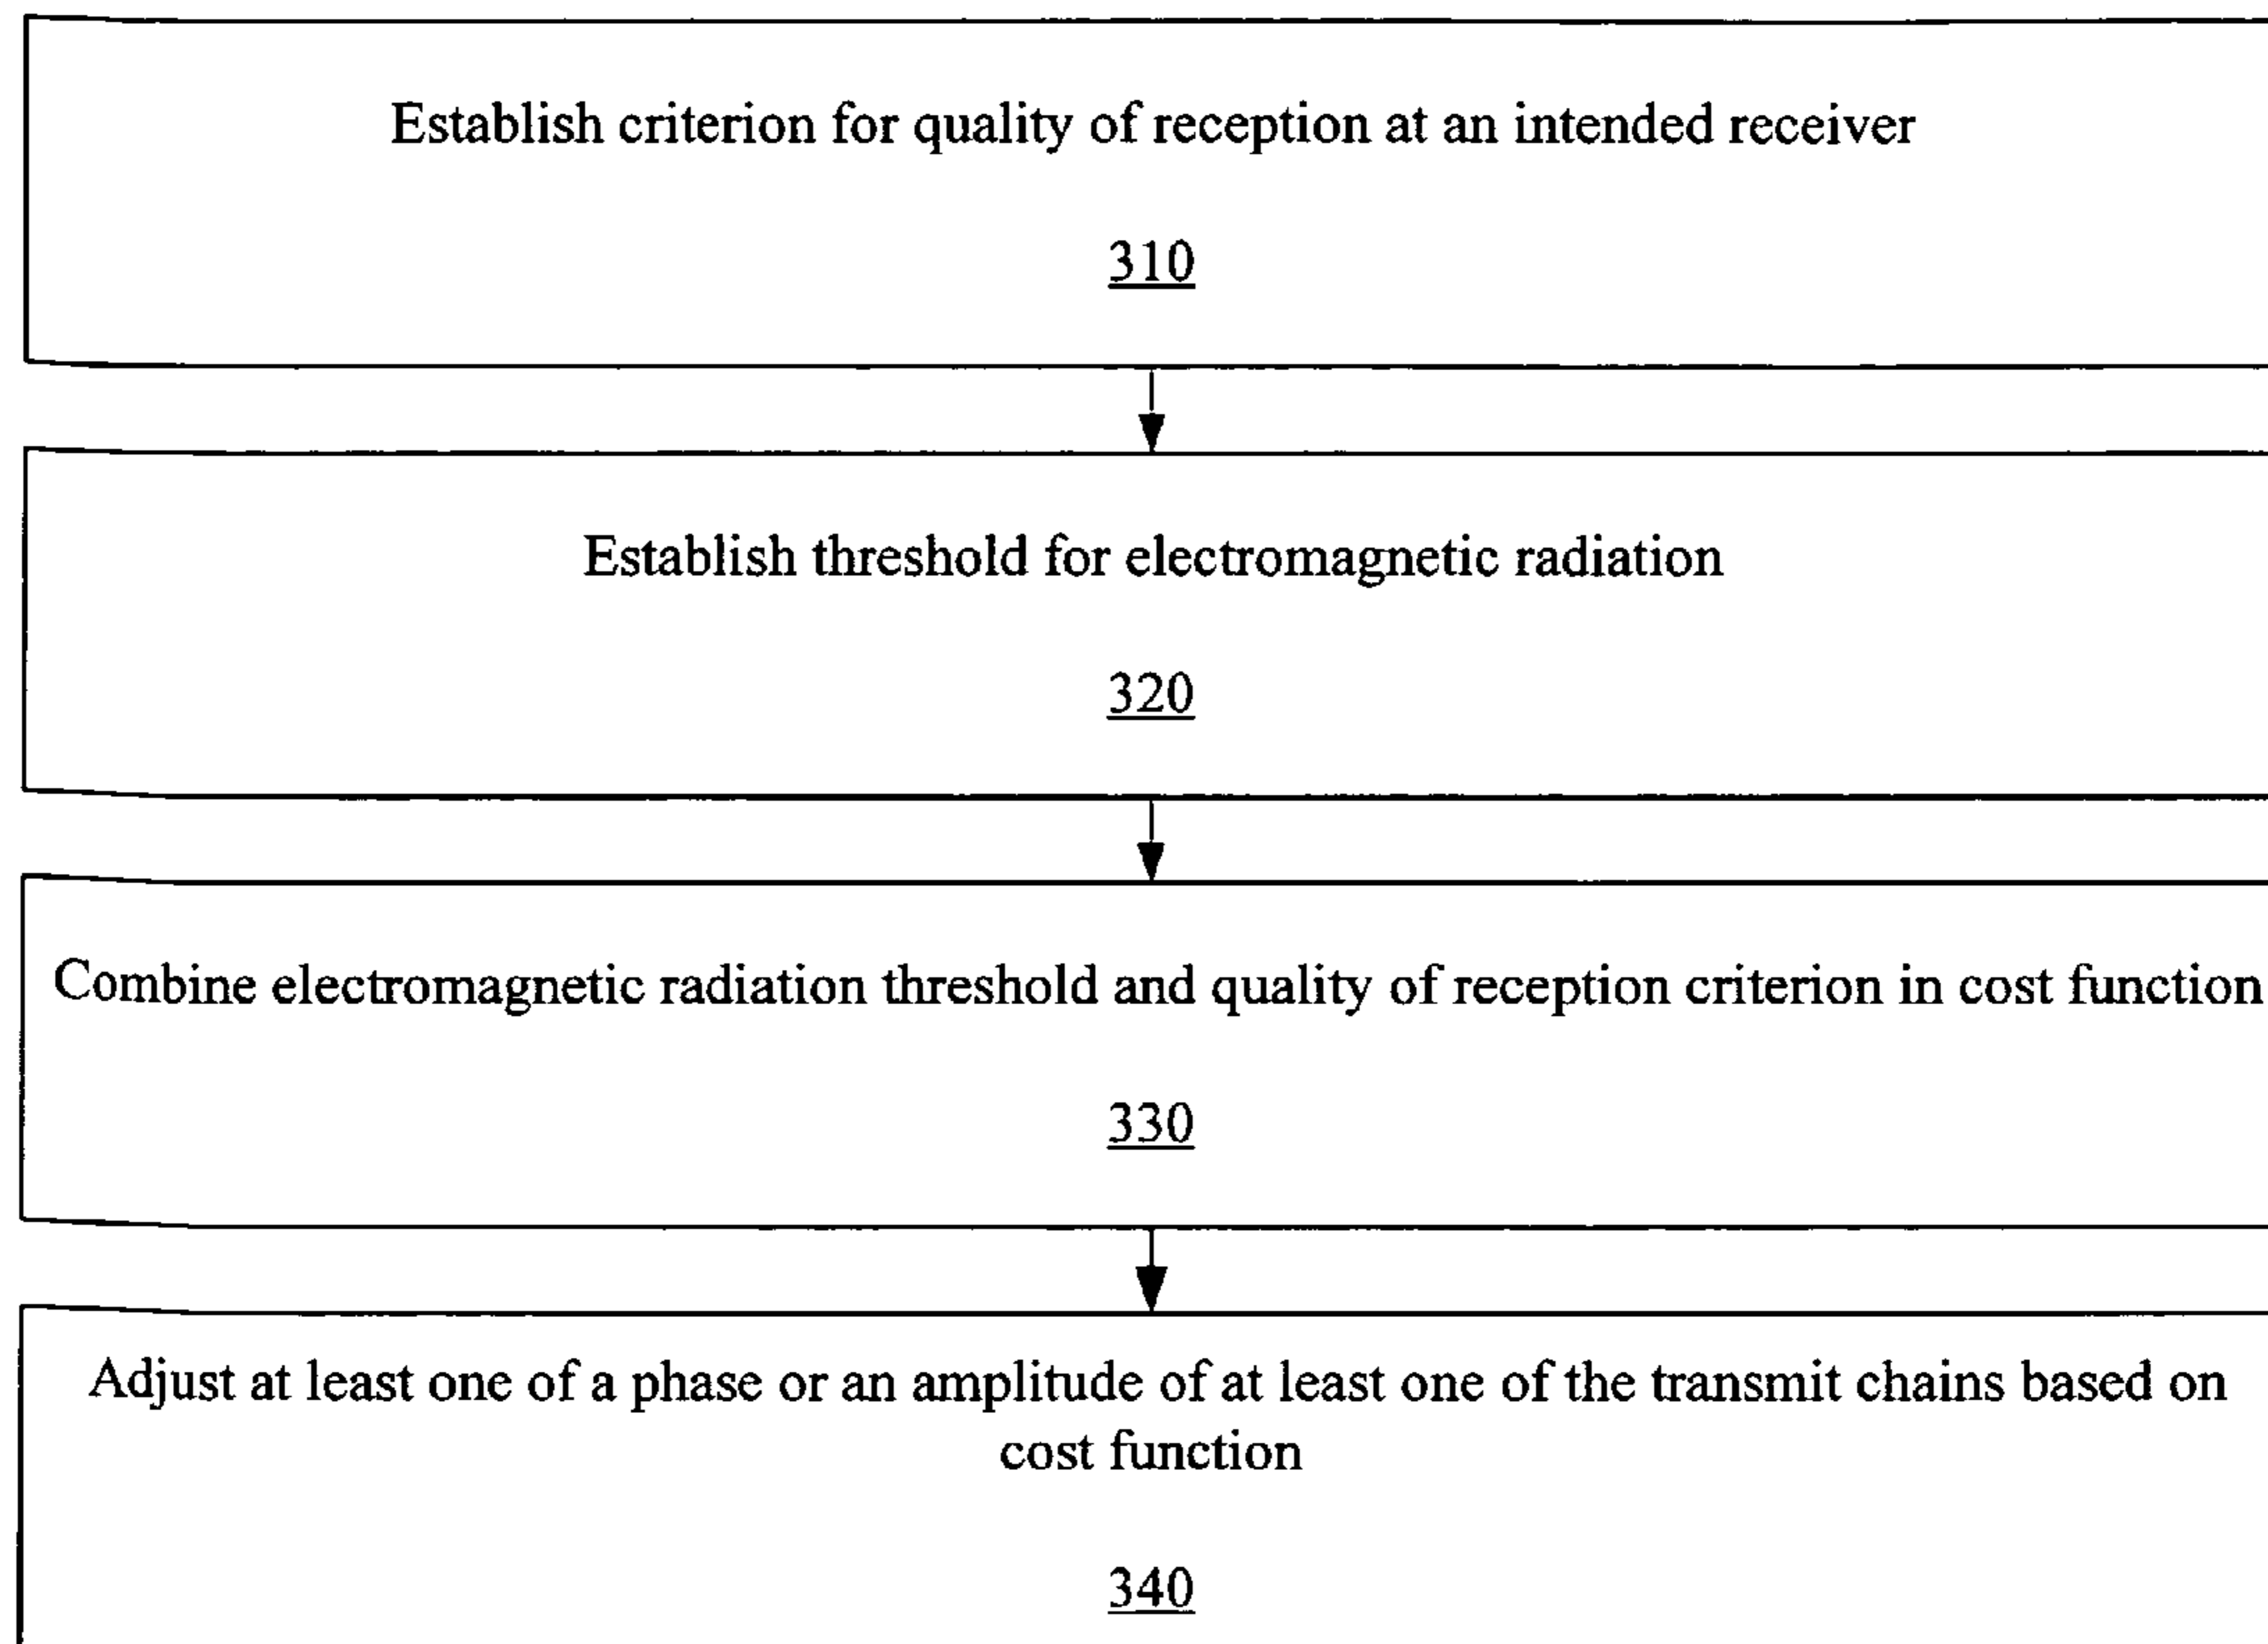 Establish criterion for quality of reception at an intended receiver
310
Establish threshold for electromagnetic radiation
320
Combine electromagnetic radiation threshold and quality of reception criterion in cost function
330
Adjust at least one of a phase or an amplitude of at least one of the transmit chains based on
cost function
340